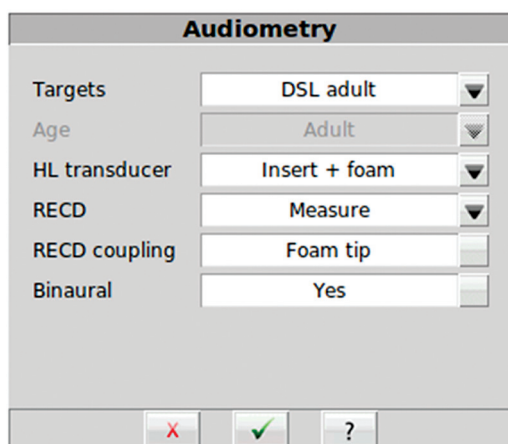 Audiometry
Targets DSL adult
Age Adult
HL transducer Insert + foam
RECD Measure
RECD coupling Foam tip
Binaural Yes
X ?